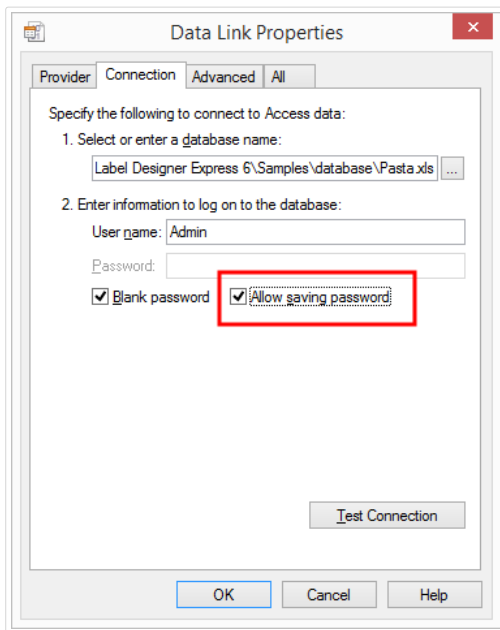 Data Link Properties
Provider Connection Advanced All
Specify the following to connect to Access data:
1. Select or enter a database name:
Label Designer Express 6\Samples\database\Pasta.xls ...
2. Enter information to log on to the database:
User name: Admin
Password:
Blank password Allow saving password
Test Connection
OK Cancel Help